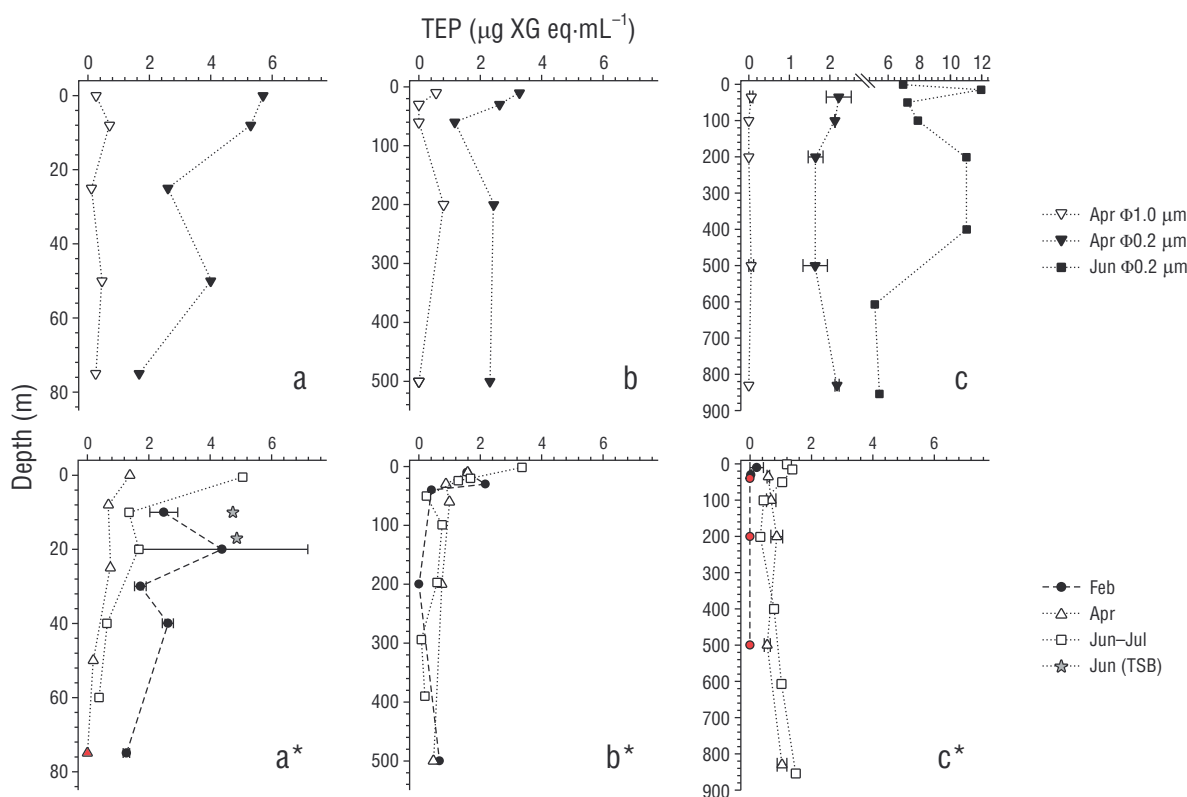 TEP (μg XG eq·mL⁻¹)
0 2 4 6
0 2 4 6
0 1 2 6 8 10 12
0
20
40
60
80
0
100
200
300
400
500
0
100
200
300
400
500
600
700
800
900
a
b
c
Apr Φ1.0 μm
Apr Φ0.2 μm
Jun Φ0.2 μm
Depth (m)
0 2 4 6
0 2 4 6
0 2 4 6
0
20
40
60
80
0
100
200
300
400
500
0
100
200
300
400
500
600
700
800
900
a*
b*
c*
Feb
Apr
Jun–Jul
Jun (TSB)